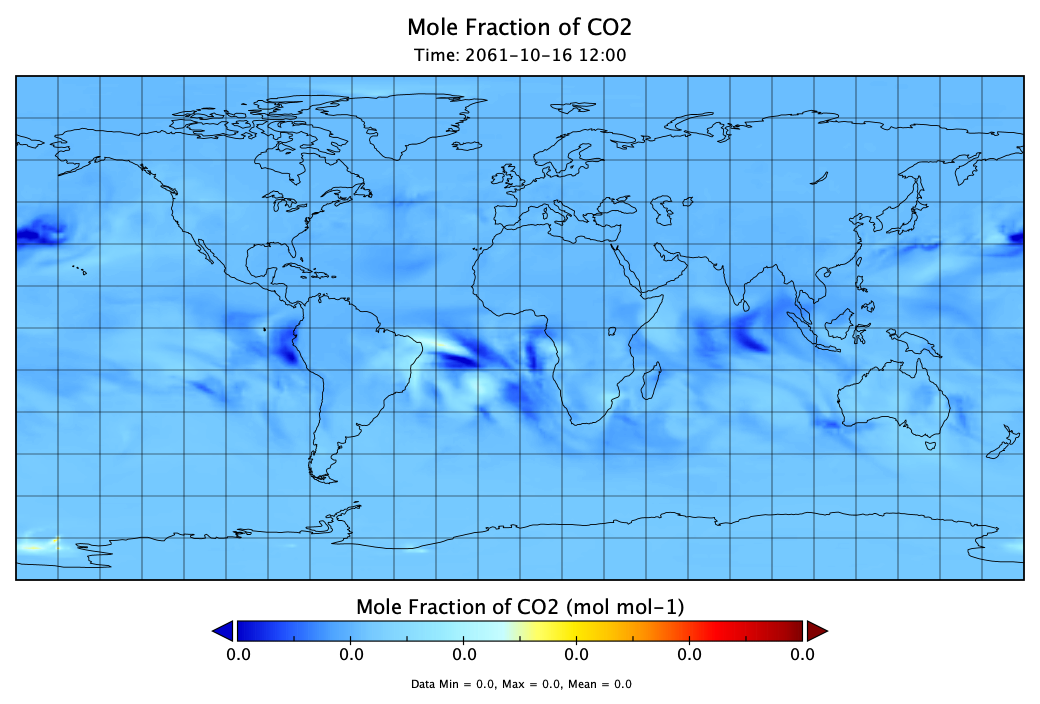 Mole Fraction of CO2
Time: 2061-10-16 12:00
Mole Fraction of CO2 (mol mol-1)
0.0 0.0 0.0 0.0 0.0 0.0
Data Min = 0.0, Max = 0.0, Mean = 0.0